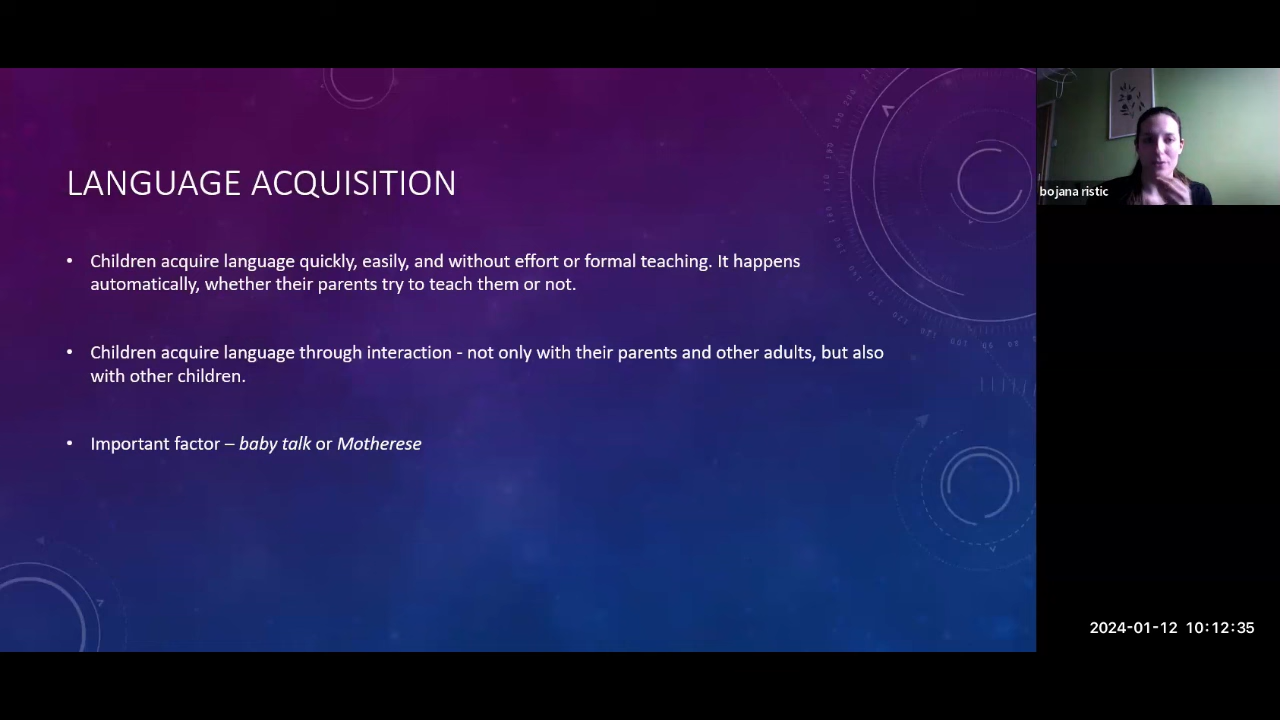 LANGUAGE ACQUISITION
• Children acquire language quickly, easily, and without effort or formal teaching. It happens
automatically, whether their parents try to teach them or not.
• Children acquire language through interaction - not only with their parents and other adults, but also
with other children.
• Important factor – baby talk or Motherese
bojana ristic
2024-01-12 10:12:35